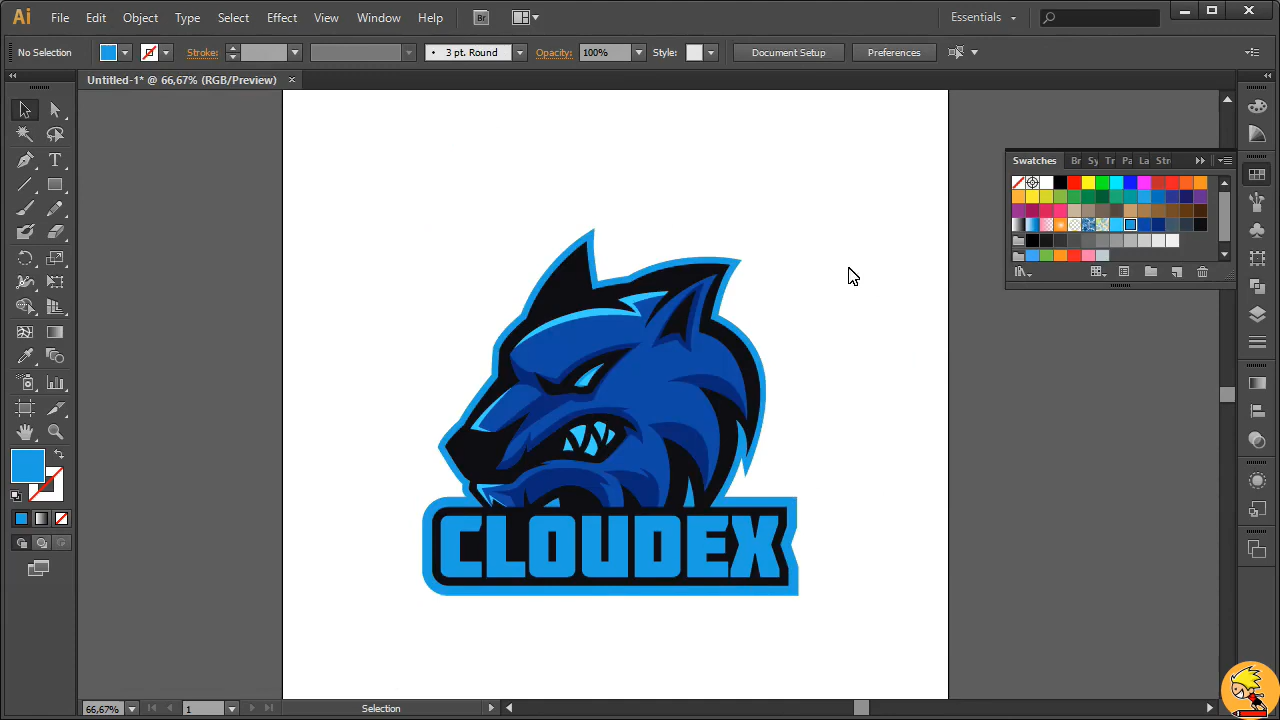 Ai File Edit Object Type Select Effect View Window Help Br Essentials
No Selection Stroke: 3 pt. Round Opacity: 100% Style: Document Setup Preferences
Untitled-1* @ 66,67% (RGB/Preview)
Swatches Br Sy Tr Pa La Str
CLOUDEX
66,67% 1 Selection